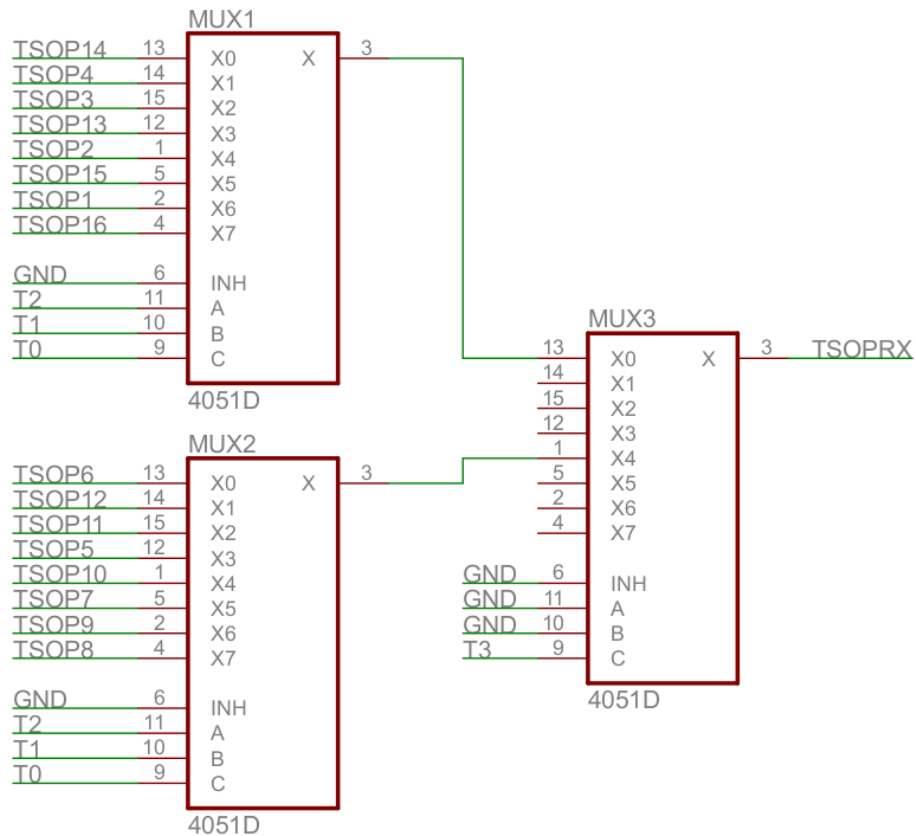 MUX1
TSOP14 13 X0 X 3
TSOP4 14 X1
TSOP3 15 X2
TSOP13 12 X3
TSOP2 1 X4
TSOP15 5 X5
TSOP1 2 X6
TSOP16 4 X7
GND 6 INH
T2 11 A
T1 10 B
T0 9 C
4051D
MUX2
TSOP6 13 X0 X 3
TSOP12 14 X1
TSOP11 15 X2
TSOP5 12 X3
TSOP10 1 X4
TSOP7 5 X5
TSOP9 2 X6
TSOP8 4 X7
GND 6 INH
T2 11 A
T1 10 B
T0 9 C
4051D
MUX3
13 X0 X 3 TSOPRX
14 X1
15 X2
12 X3
1 X4
5 X5
2 X6
4 X7
GND 6 INH
GND 11 A
GND 10 B
T3 9 C
4051D